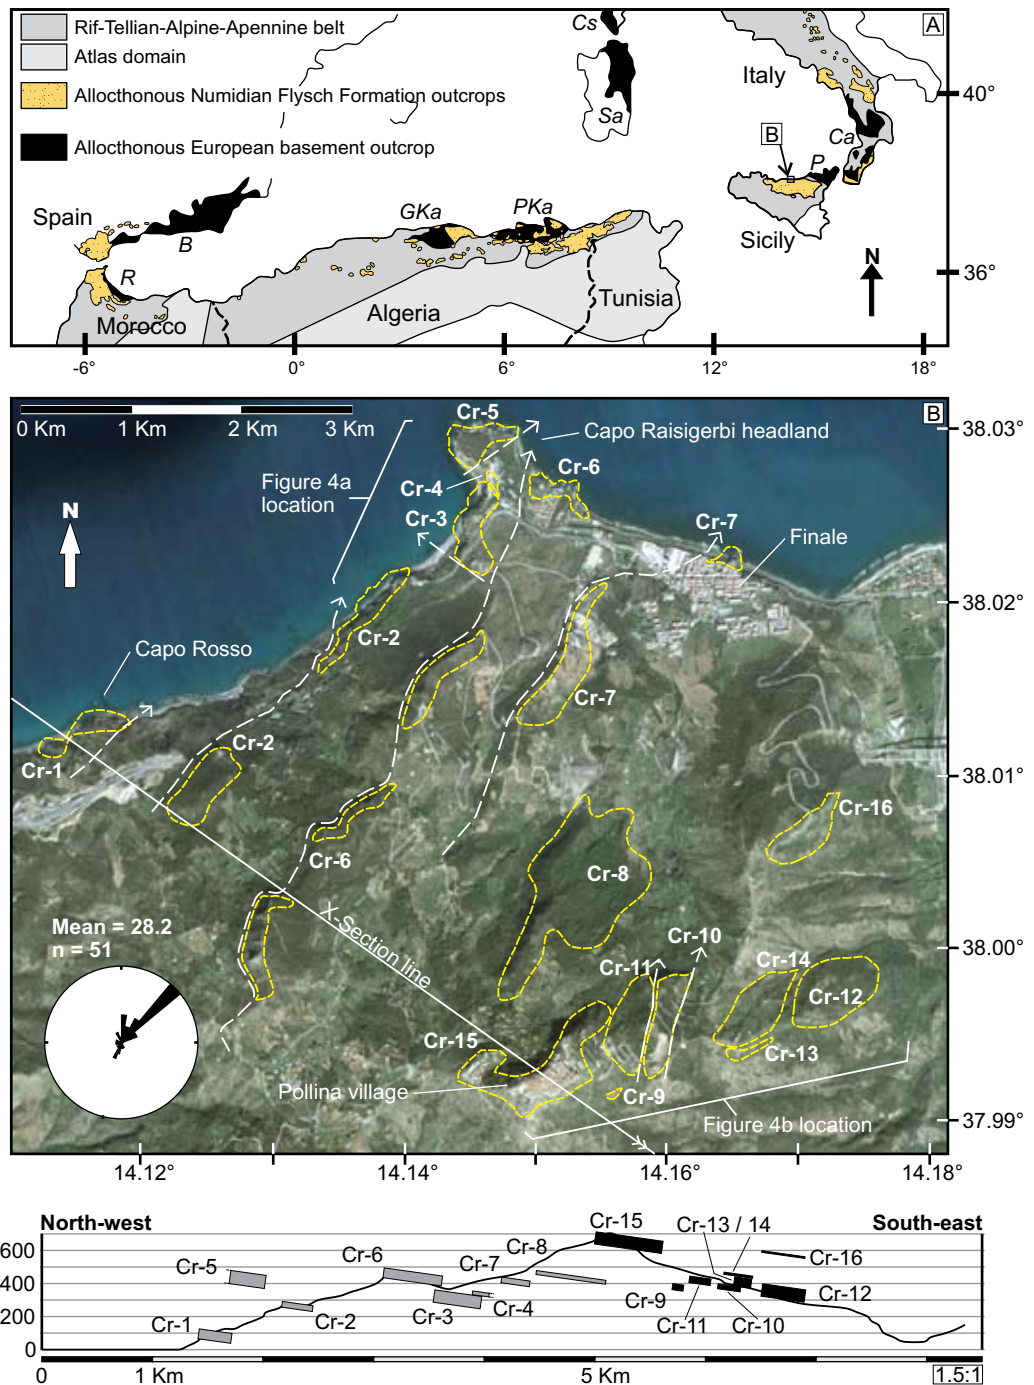 Rif-Tellian-Alpine-Apennine belt
Atlas domain
Allocthonous Numidian Flysch Formation outcrops
Allocthonous European basement outcrop
A
Cs
Sa
Italy
Ca
B
P
Sicily
N
40°
36°
Spain
B
R
GKa
PKa
Morocco
Algeria
Tunisia
-6°
0°
6°
12°
18°
B
0 Km
1 Km
2 Km
3 Km
N
Figure 4a
location
Cr-5
Capo Raisigerbi headland
Cr-4
Cr-6
Cr-3
Cr-7
Finale
Cr-2
Capo Rosso
Cr-7
Cr-2
Cr-1
Cr-16
Cr-6
Cr-8
X-Section line
Mean = 28.2
n = 51
Cr-10
Cr-11
Cr-14
Cr-12
Cr-15
Cr-13
Pollina village
Cr-9
Figure 4b location
38.03°
38.02°
38.01°
38.00°
37.99°
14.12°
14.14°
14.16°
14.18°
North-west
South-east
600
400
200
0
Cr-5
Cr-6
Cr-7
Cr-8
Cr-15
Cr-13 / 14
Cr-16
Cr-1
Cr-2
Cr-3
Cr-4
Cr-9
Cr-11
Cr-10
Cr-12
0
1 Km
5 Km
1.5:1